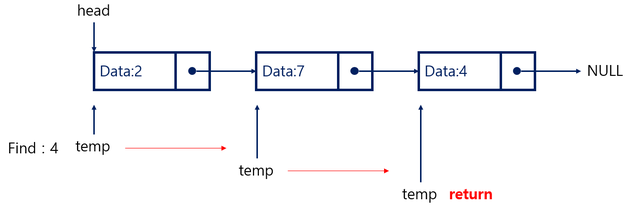 head
Data:2
Data:7
Data:4
NULL
Find : 4
temp
temp
temp return